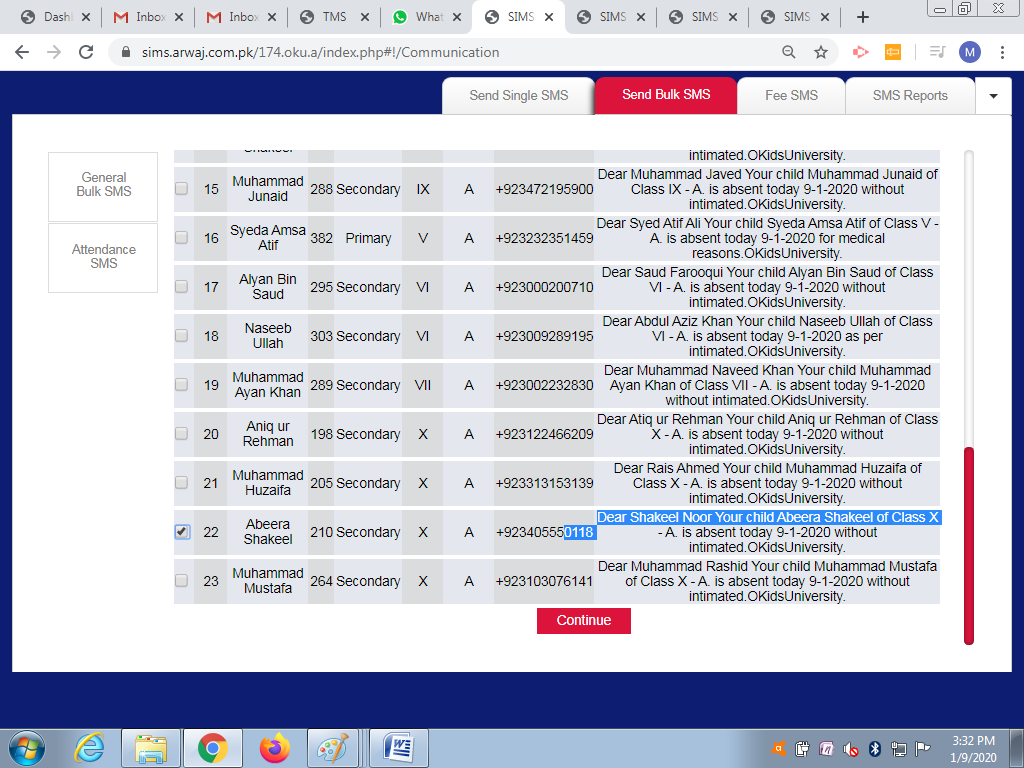 Dash
Inbox
Inbox
TMS
What
SIMS
SIMS
SIMS
SIMS
sims.arwaj.com.pk/174.oku.a/index.php#!/Communication
M
Send Single SMS
Send Bulk SMS
Fee SMS
SMS Reports
General
Bulk SMS
Attendance
SMS
Shakeel
intimated.OKidsUniversity.
15 Muhammad Junaid 288 Secondary IX A +923472195900
Dear Muhammad Javed Your child Muhammad Junaid of
Class IX - A. is absent today 9-1-2020 without
intimated.OKidsUniversity.
16 Syeda Amsa Atif 382 Primary V A +923232351459
Dear Syed Atif Ali Your child Syeda Amsa Atif of Class V -
A. is absent today 9-1-2020 for medical
reasons.OKidsUniversity.
17 Alyan Bin Saud 295 Secondary VI A +923000200710
Dear Saud Farooqui Your child Alyan Bin Saud of Class
VI - A. is absent today 9-1-2020 without
intimated.OKidsUniversity.
18 Naseeb Ullah 303 Secondary VI A +923009289195
Dear Abdul Aziz Khan Your child Naseeb Ullah of Class
VI - A. is absent today 9-1-2020 as per
intimated.OKidsUniversity.
19 Muhammad Ayan Khan 289 Secondary VII A +923002232830
Dear Muhammad Naveed Khan Your child Muhammad
Ayan Khan of Class VII - A. is absent today 9-1-2020
without intimated.OKidsUniversity.
20 Aniq ur Rehman 198 Secondary X A +923122466209
Dear Atiq ur Rehman Your child Aniq ur Rehman of Class
X - A. is absent today 9-1-2020 without
intimated.OKidsUniversity.
21 Muhammad Huzaifa 205 Secondary X A +923313153139
Dear Rais Ahmed Your child Muhammad Huzaifa of
Class X - A. is absent today 9-1-2020 without
intimated.OKidsUniversity.
22 Abeera Shakeel 210 Secondary X A +923405550118
Dear Shakeel Noor Your child Abeera Shakeel of Class X
- A. is absent today 9-1-2020 without
intimated.OKidsUniversity.
23 Muhammad Mustafa 264 Secondary X A +923103076141
Dear Muhammad Rashid Your child Muhammad Mustafa
of Class X - A. is absent today 9-1-2020 without
intimated.OKidsUniversity.
Continue
3:32 PM
1/9/2020